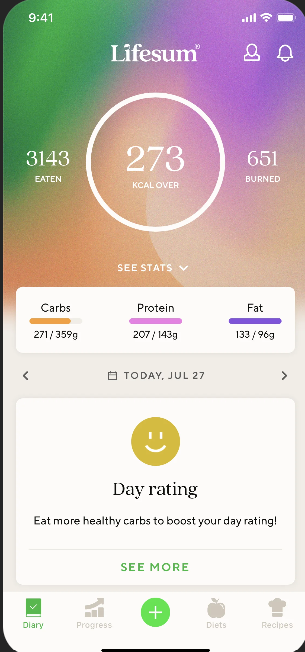 9:41
Lifesum®
3143
EATEN
273
KCAL OVER
651
BURNED
SEE STATS
Carbs Protein Fat
271 / 359g 207 / 143g 133 / 96g
TODAY, JUL 27
Day rating
Eat more healthy carbs to boost your day rating!
SEE MORE
Diary Progress Diets Recipes